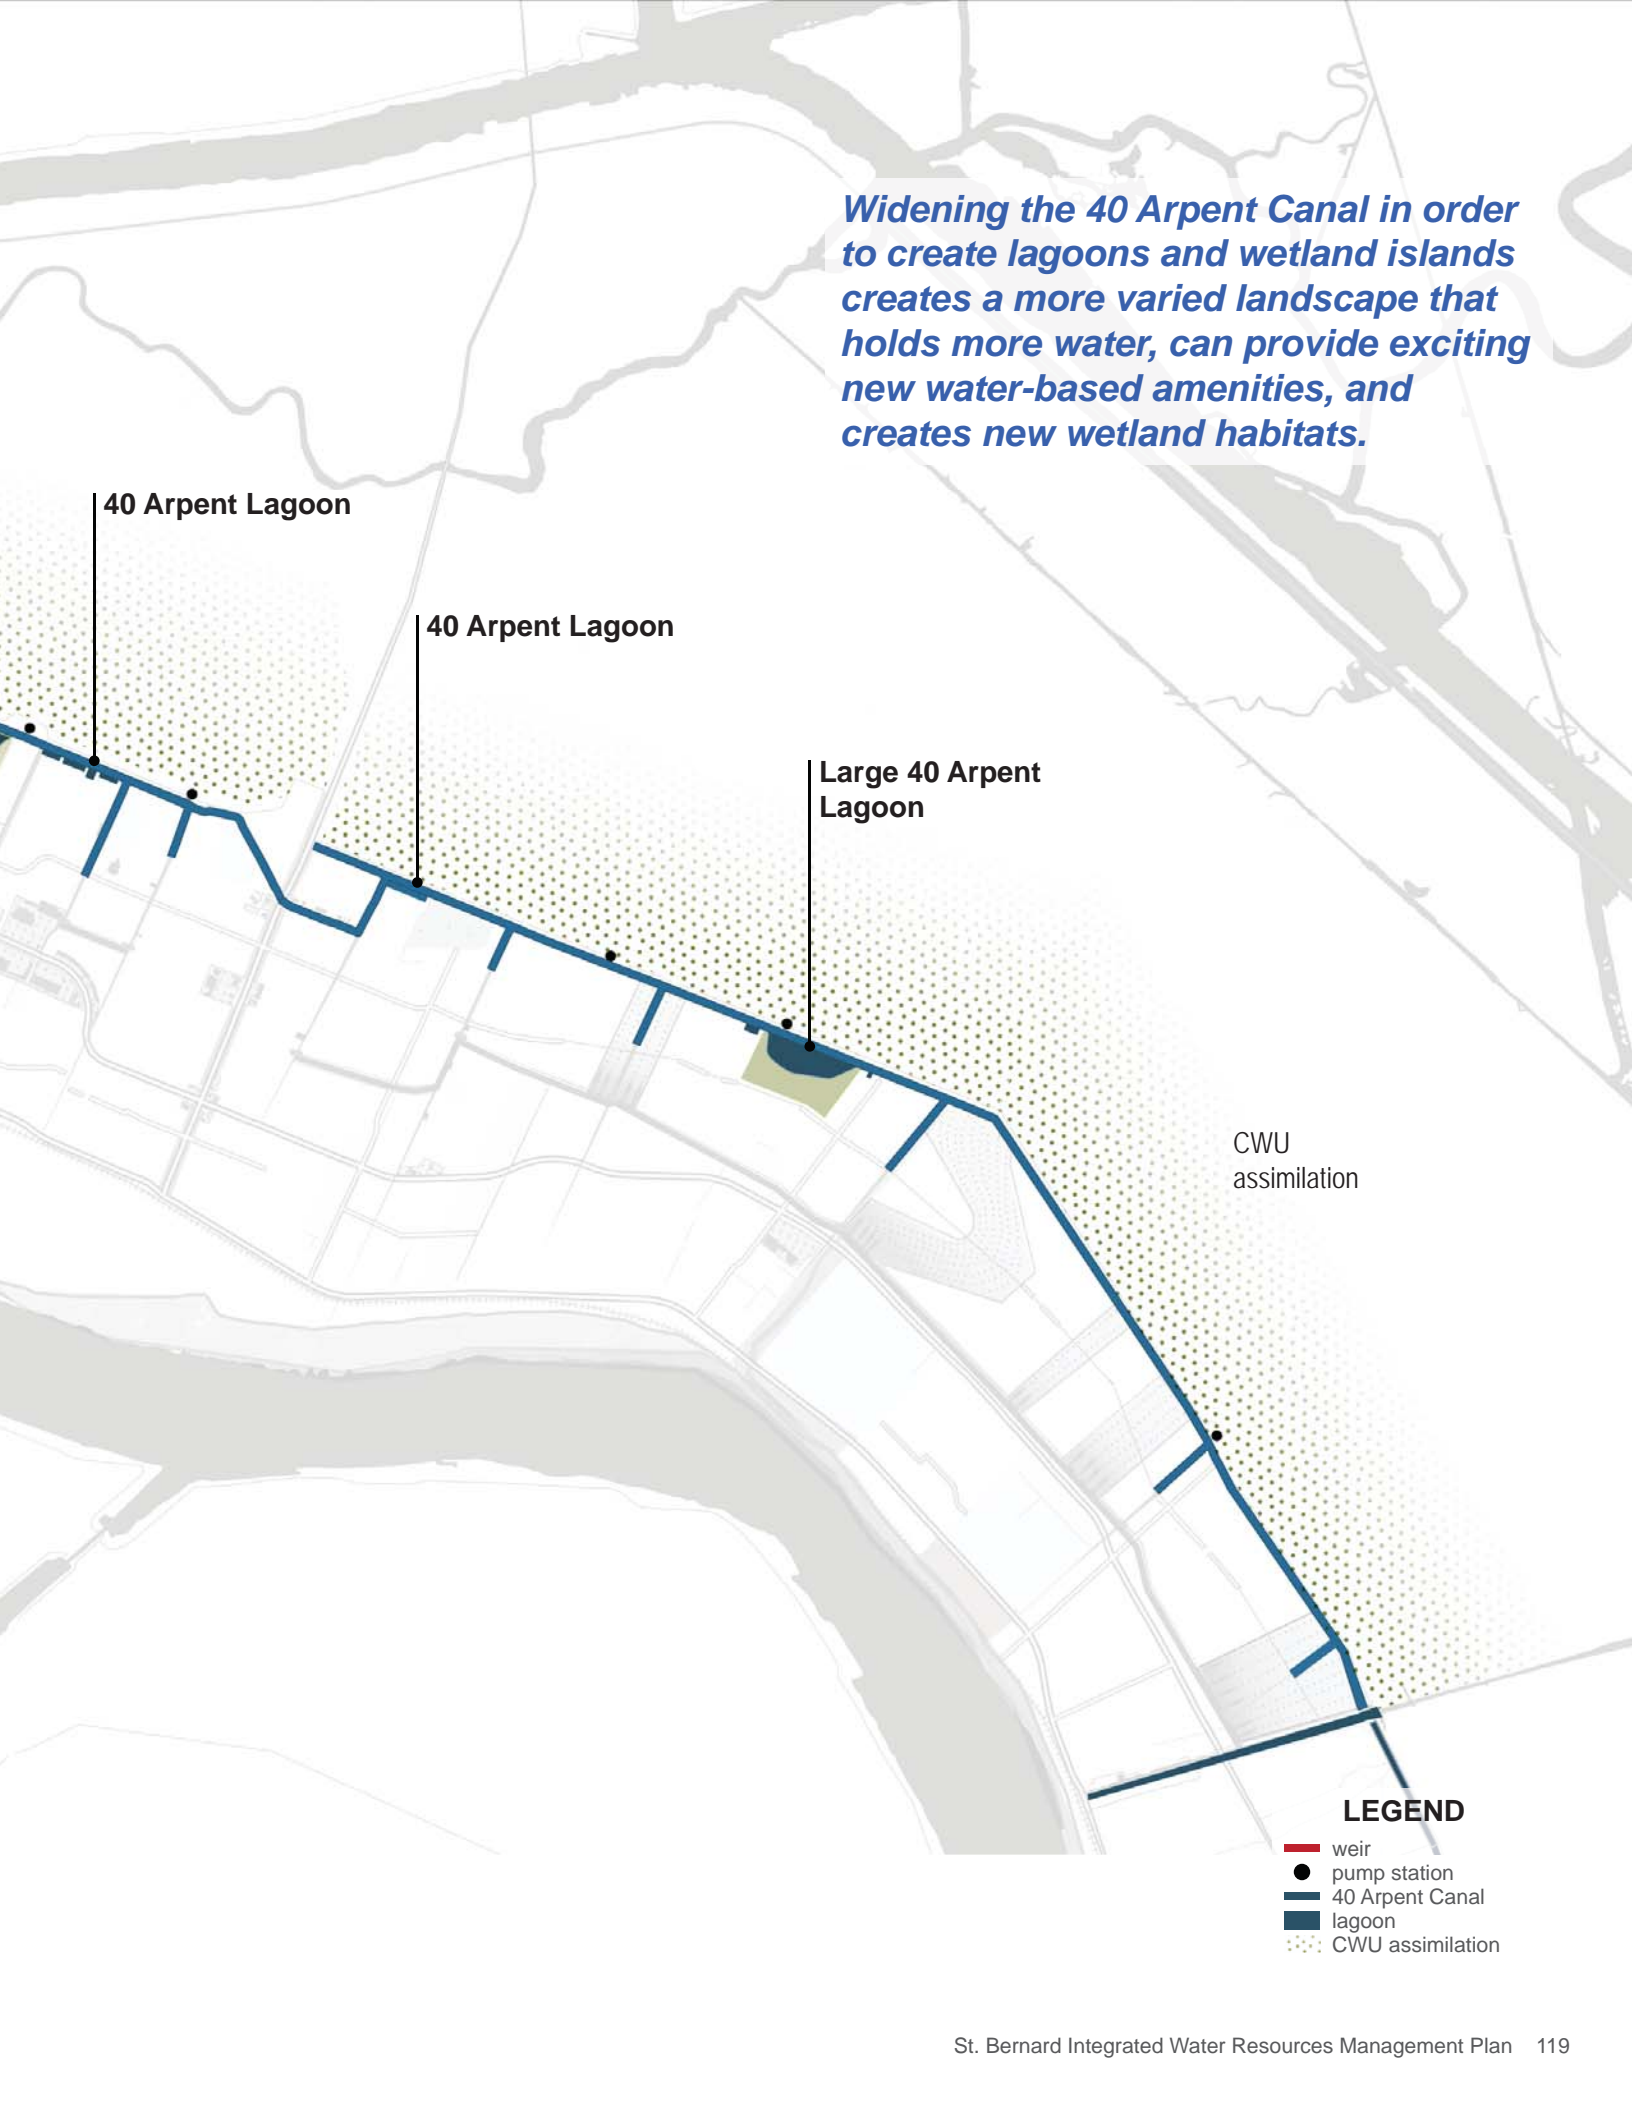 Widening the 40 Arpent Canal in order
to create lagoons and wetland islands
creates a more varied landscape that
holds more water, can provide exciting
new water-based amenities, and
creates new wetland habitats.
40 Arpent Lagoon
40 Arpent Lagoon
Large 40 Arpent
Lagoon
CWU
assimilation
LEGEND
weir
pump station
40 Arpent Canal
lagoon
CWU assimilation
St. Bernard Integrated Water Resources Management Plan 119